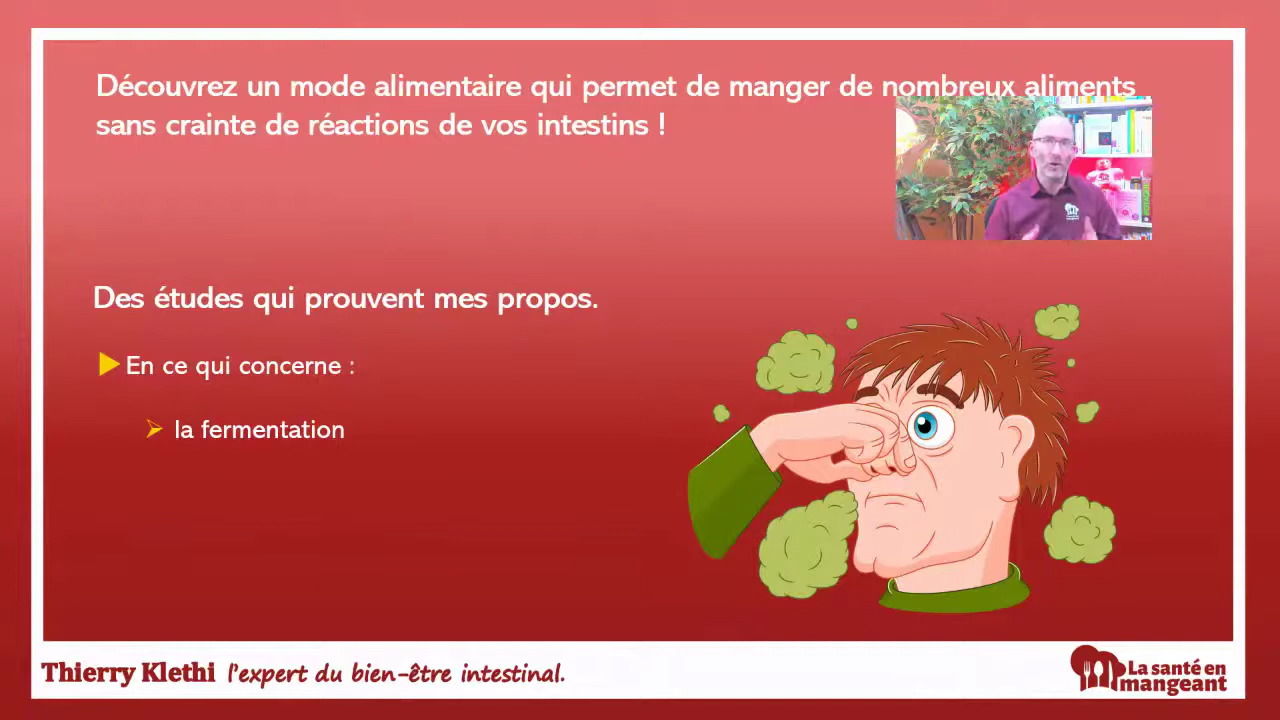 Découvrez un mode alimentaire qui permet de manger de nombreux aliments
sans crainte de réactions de vos intestins !
Des études qui prouvent mes propos.
En ce qui concerne :
la fermentation
Thierry Klethi l'expert du bien-être intestinal.
La santé en
mangeant